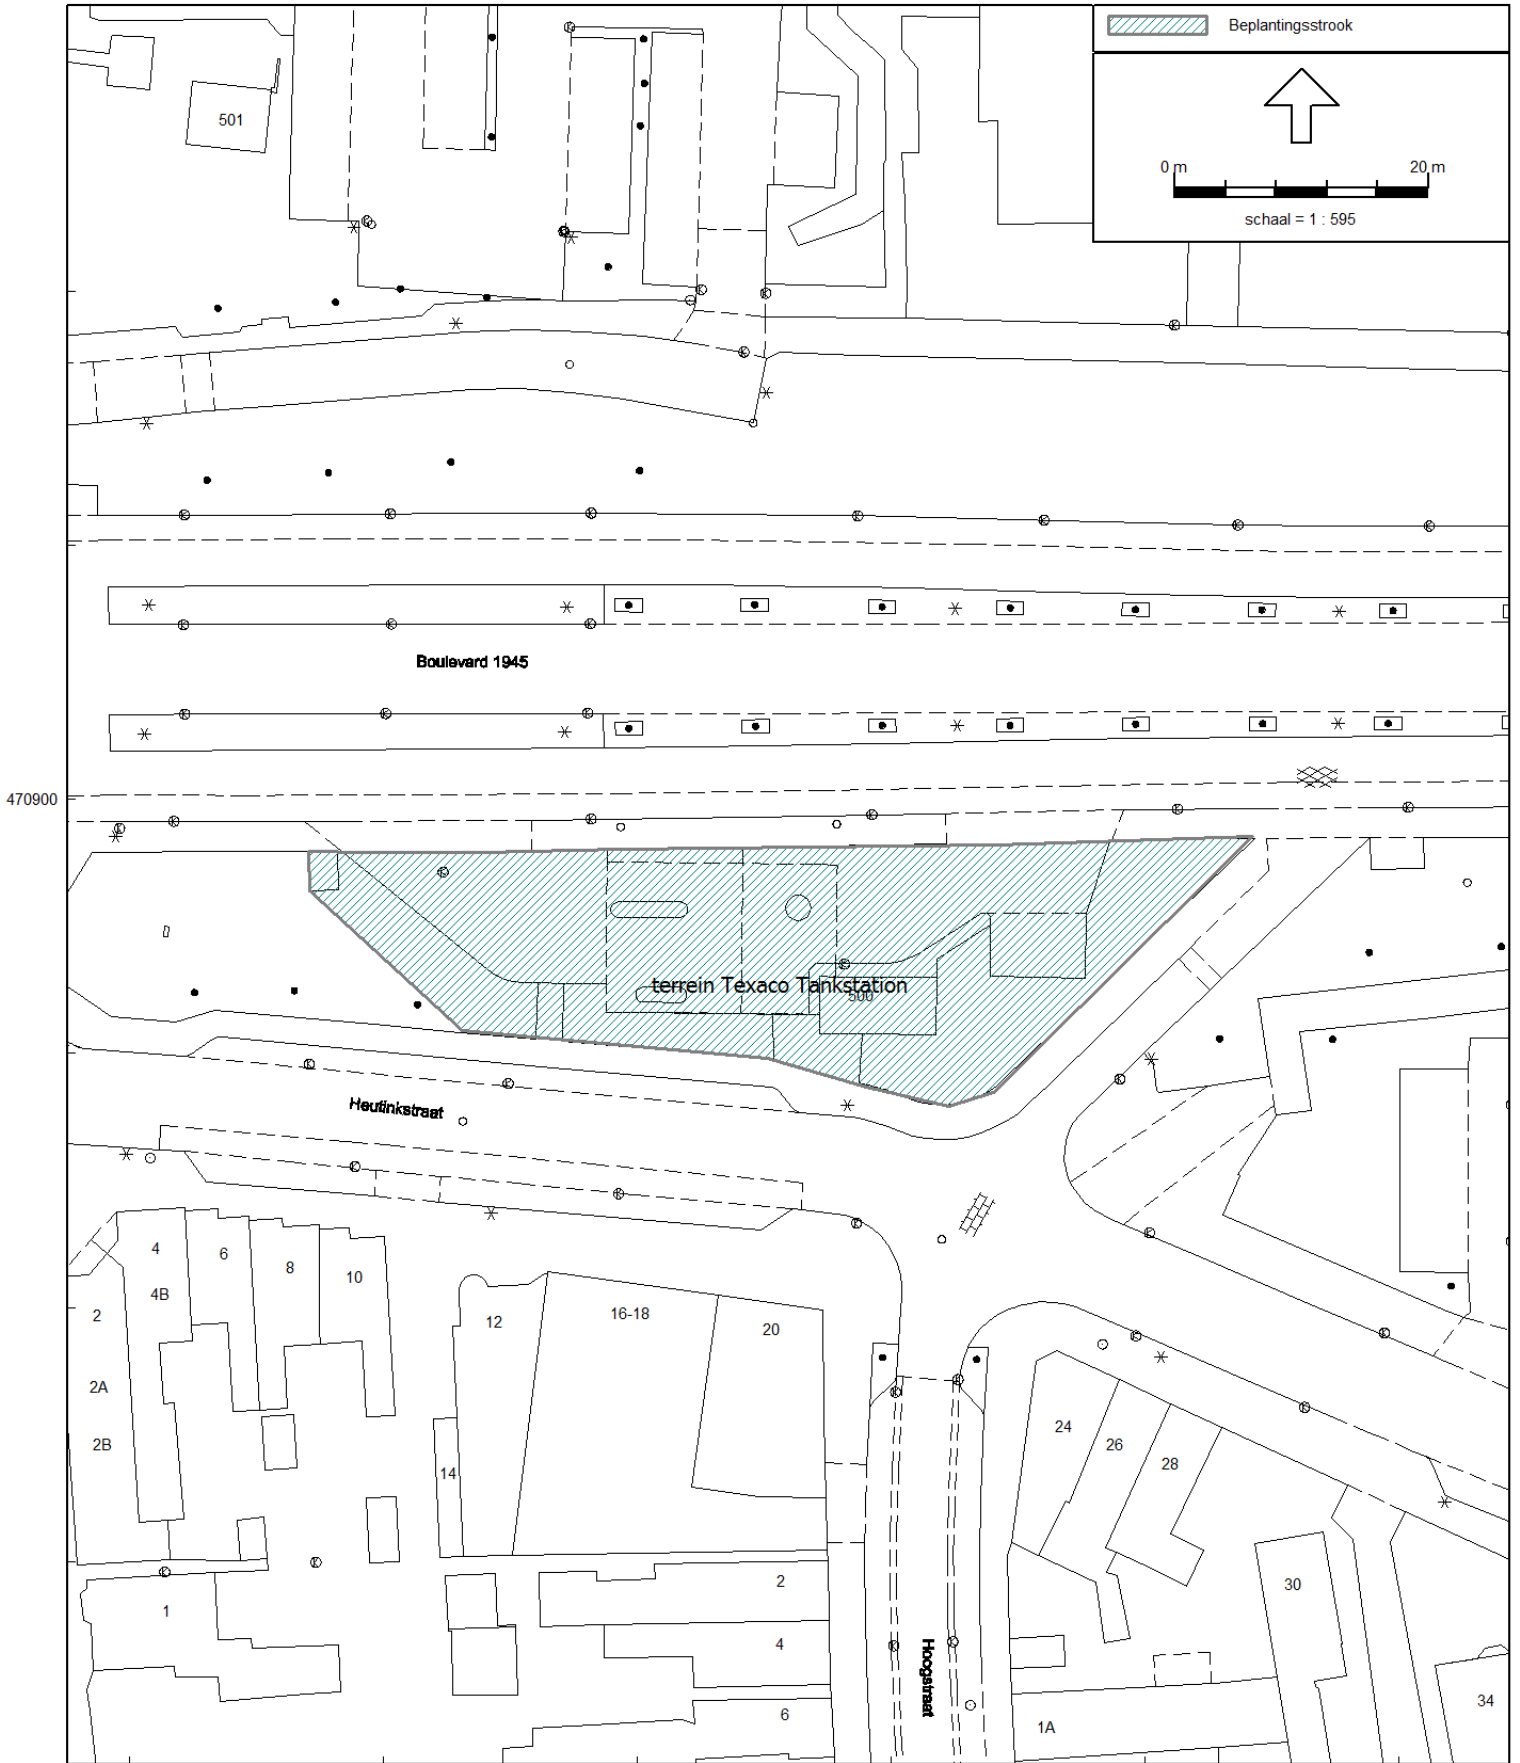 Beplantingsstrook
0 m 20 m
schaal = 1 : 595
501
Boulevard 1945
470900
terrein Texaco Tankstation
500
Heutinkstraat
4
6
8
10
4B
2
12
16-18
20
2A
2B
14
24
26
28
2
1
4
30
Hoogstraat
6
1A
34